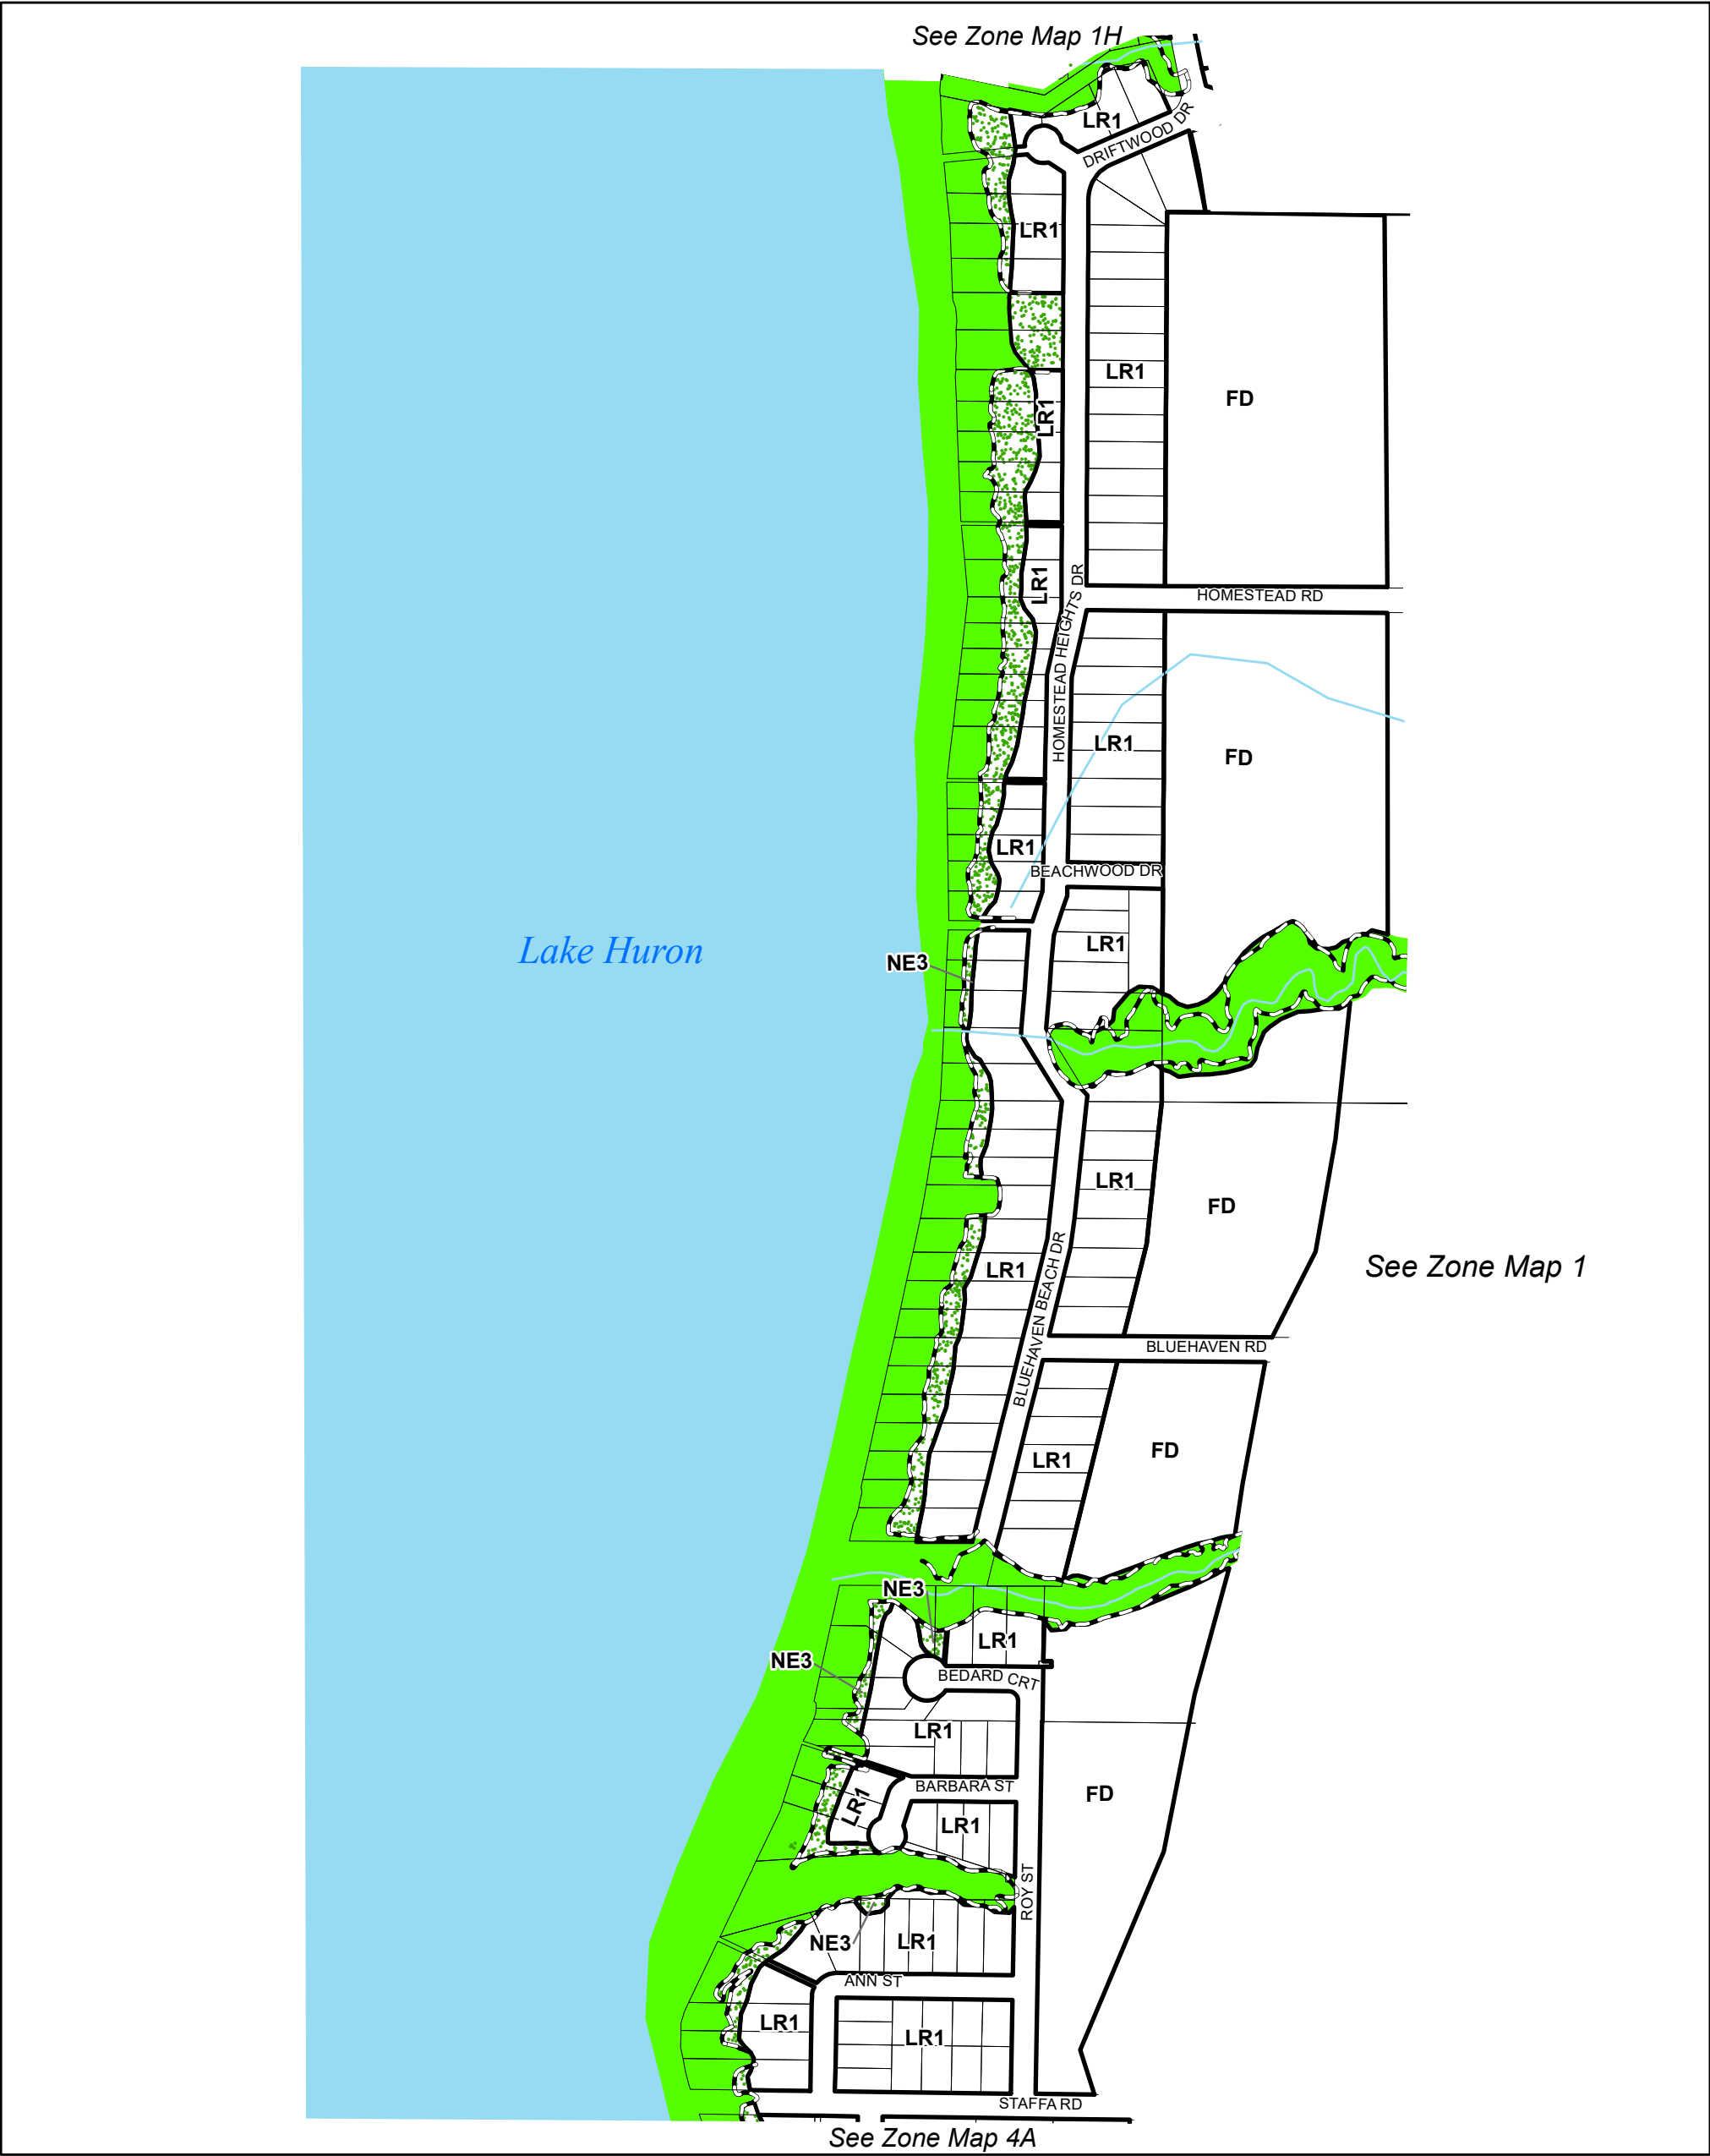 See Zone Map 1H
LR1
DRIFTWOOD DR
LR1
LR1
FD
LR1
LR1
HOMESTEAD RD
HOMESTEAD HEIGHTS DR
LR1
FD
LR1
BEACHWOOD DR
LR1
Lake Huron
NE3
LR1
FD
See Zone Map 1
LR1
BLUEHAVEN BEACH DR
BLUEHAVEN RD
FD
LR1
NE3
LR1
NE3
BEDARD CRT
LR1
BARBARA ST
FD
LR1
LR1
ROY ST
NE3
LR1
ANN ST
LR1
LR1
STAFFA RD
See Zone Map 4A